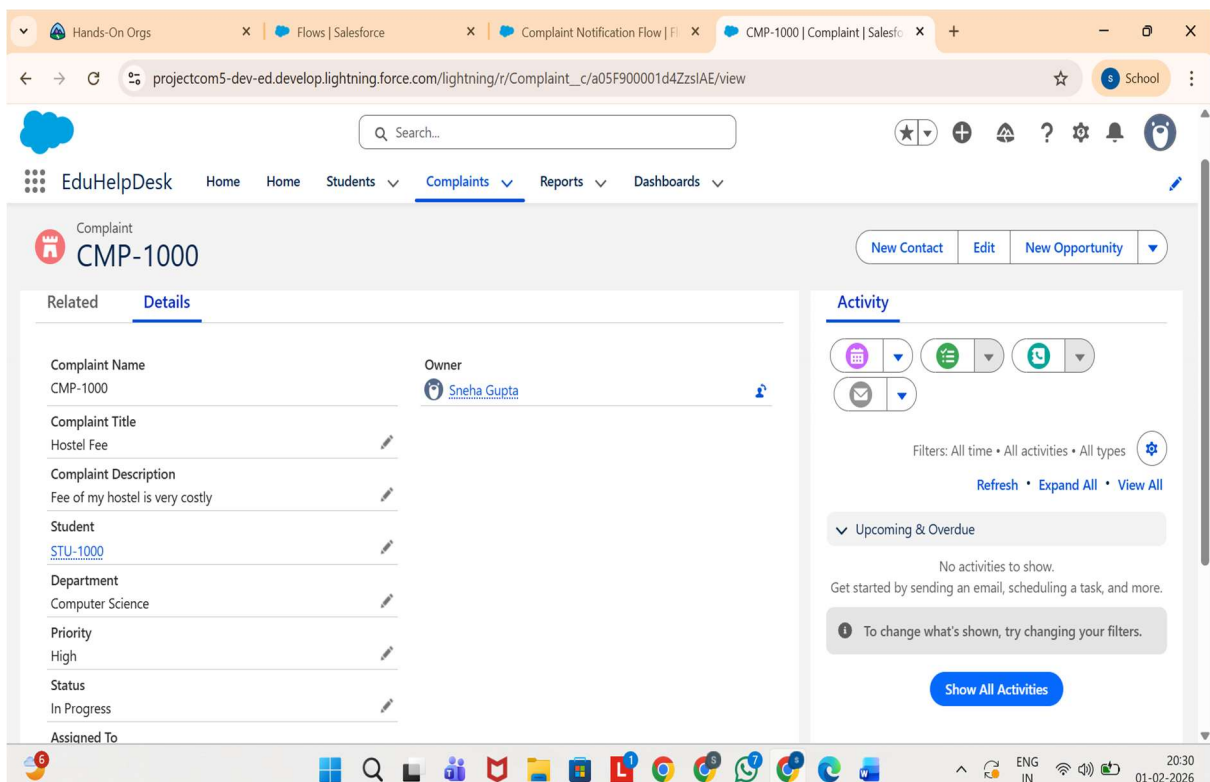 Hands-On Orgs
Flows | Salesforce
Complaint Notification Flow | Fl
CMP-1000 | Complaint | Salesfo
projectcom5-dev-ed.develop.lightning.force.com/lightning/r/Complaint__c/a05F900001d4ZzsIAE/view
S School
Search...
EduHelpDesk Home Home Students Complaints Reports Dashboards
Complaint
CMP-1000
New Contact Edit New Opportunity
Related Details
Complaint Name
CMP-1000
Complaint Title
Hostel Fee
Complaint Description
Fee of my hostel is very costly
Student
STU-1000
Department
Computer Science
Priority
High
Status
In Progress
Assigned To
Owner
Sneha Gupta
Activity
Filters: All time • All activities • All types
Refresh • Expand All • View All
Upcoming & Overdue
No activities to show.
Get started by sending an email, scheduling a task, and more.
To change what's shown, try changing your filters.
Show All Activities
6
L 1
S
7
S
ENG
IN
20:30
01-02-2026